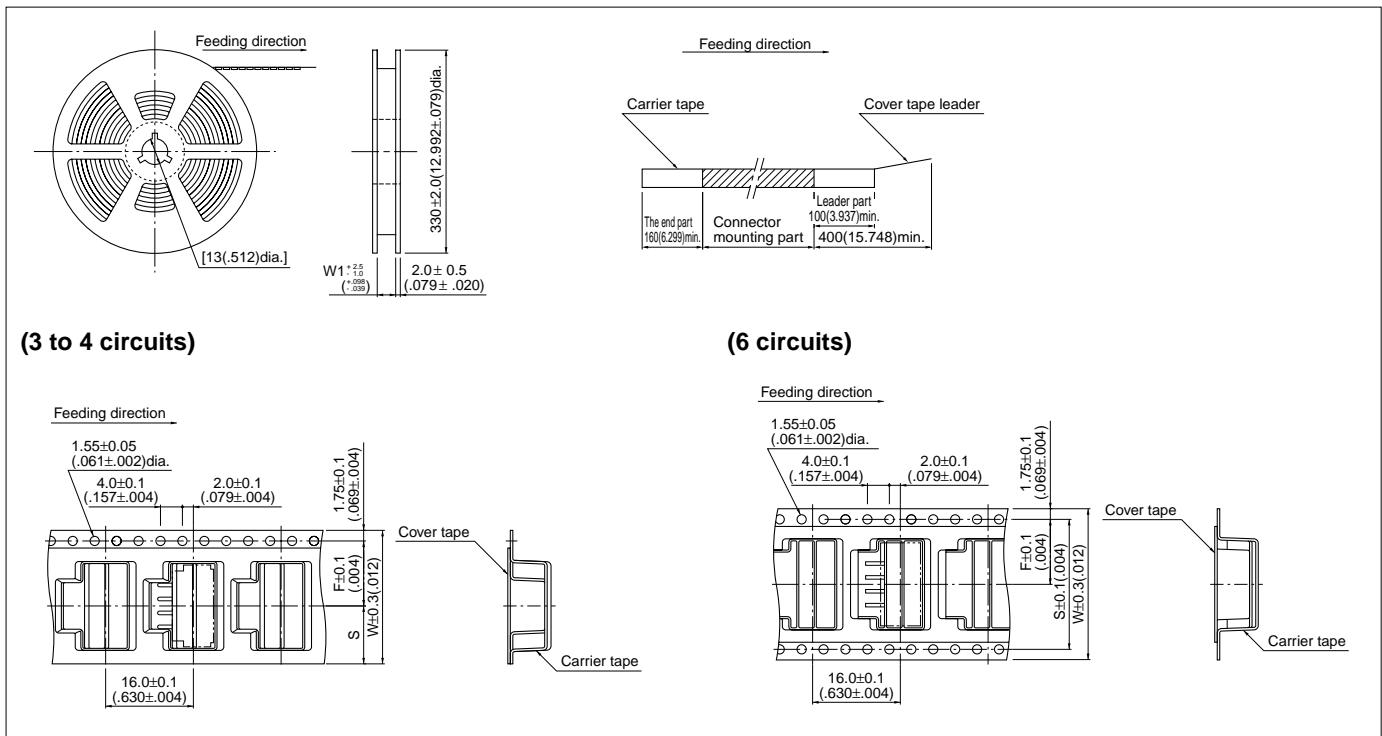 Feeding direction
330±2.0(12.992±.079)dia.
[13(.512)dia.]
W1 +2.5 -1.0
(+.098 -.039)
2.0± 0.5
(.079± .020)
Feeding direction
Carrier tape
Cover tape leader
The end part
160(6.299)min.
Connector
mounting part
Leader part
100(3.937)min.
400(15.748)min.
(3 to 4 circuits)
Feeding direction
1.55±0.05
(.061±.002)dia.
4.0±0.1
(.157±.004)
2.0±0.1
(.079±.004)
1.75±0.1
(.069±.004)
F±0.1
(.004)
S
W±0.3(.012)
16.0±0.1
(.630±.004)
Cover tape
Carrier tape
(6 circuits)
Feeding direction
1.55±0.05
(.061±.002)dia.
4.0±0.1
(.157±.004)
2.0±0.1
(.079±.004)
1.75±0.1
(.069±.004)
F±0.1
(.004)
S±0.1(.004)
W±0.3(.012)
16.0±0.1
(.630±.004)
Cover tape
Carrier tape